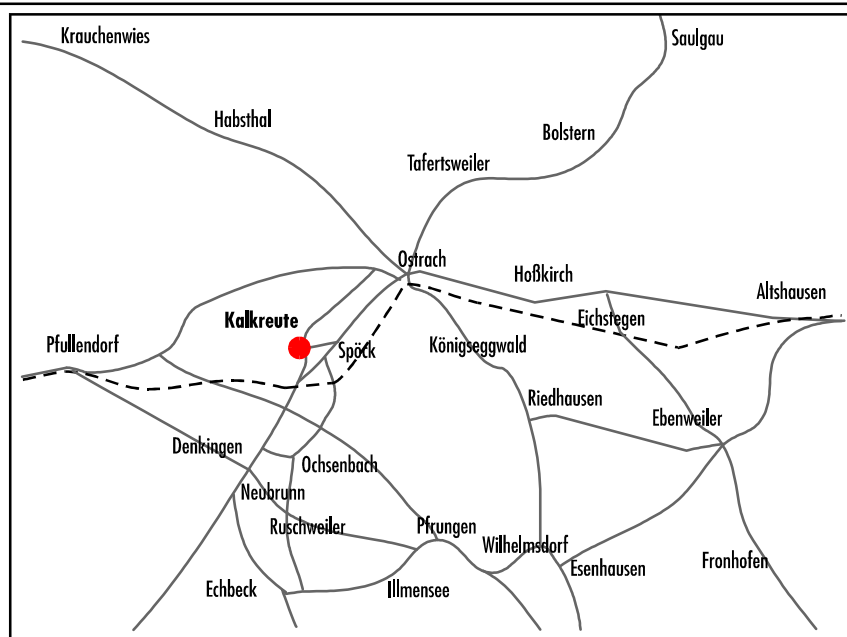 Krauchenwies
Saulgau
Habsthal
Bolstern
Tafertsweiler
Ostrach
Hoßkirch
Altshausen
Kalkreute
Eichstegen
Pfullendorf
Spöck
Königseggwald
Riedhausen
Ebenweiler
Denkingen
Ochsenbach
Neubrunn
Ruschweiler
Pfrungen
Wilhelmsdorf
Fronhofen
Esenhausen
Echbeck
Illmensee